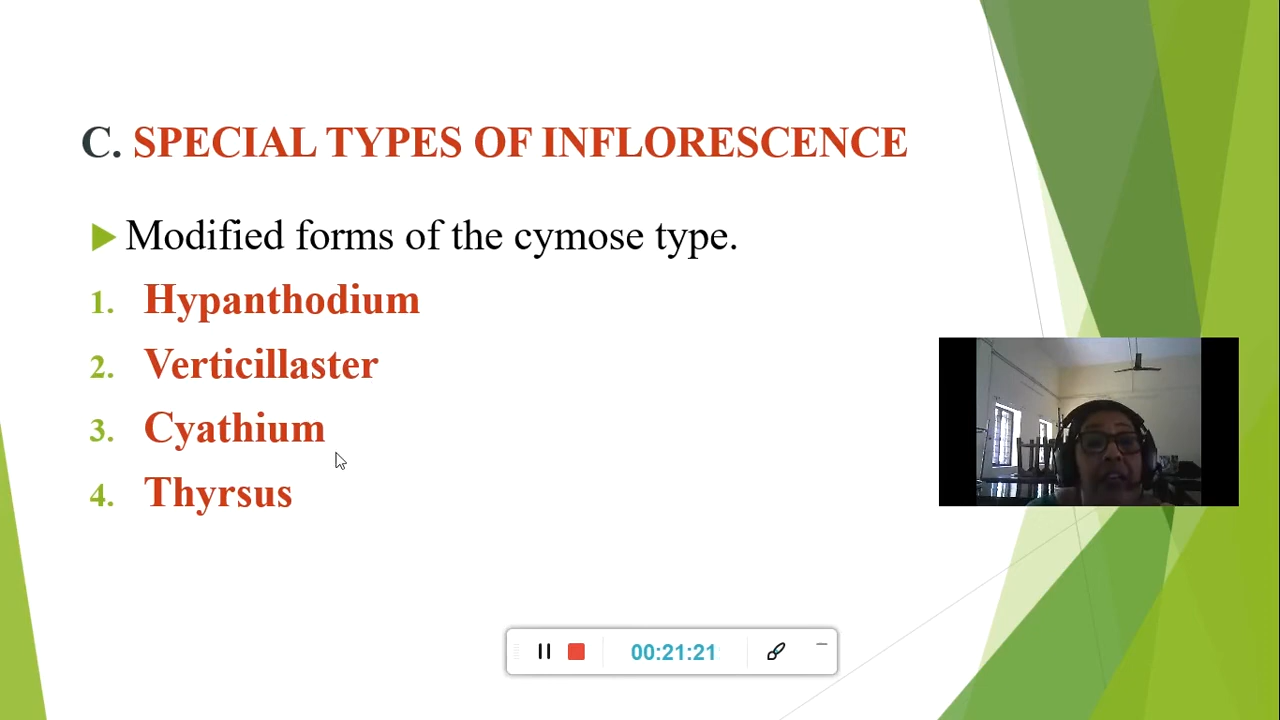 C. SPECIAL TYPES OF INFLORESCENCE
Modified forms of the cymose type.
1. Hypanthodium
2. Verticillaster
3. Cyathium
4. Thyrsus
00:21:21